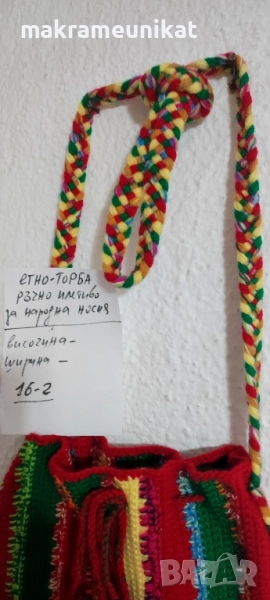 makrameunikat
ЕТНО-ТОРБА
РЪЧНО ПЛЕТИВО
за народна носия
височина-
ширина-
16-2
BAZAR